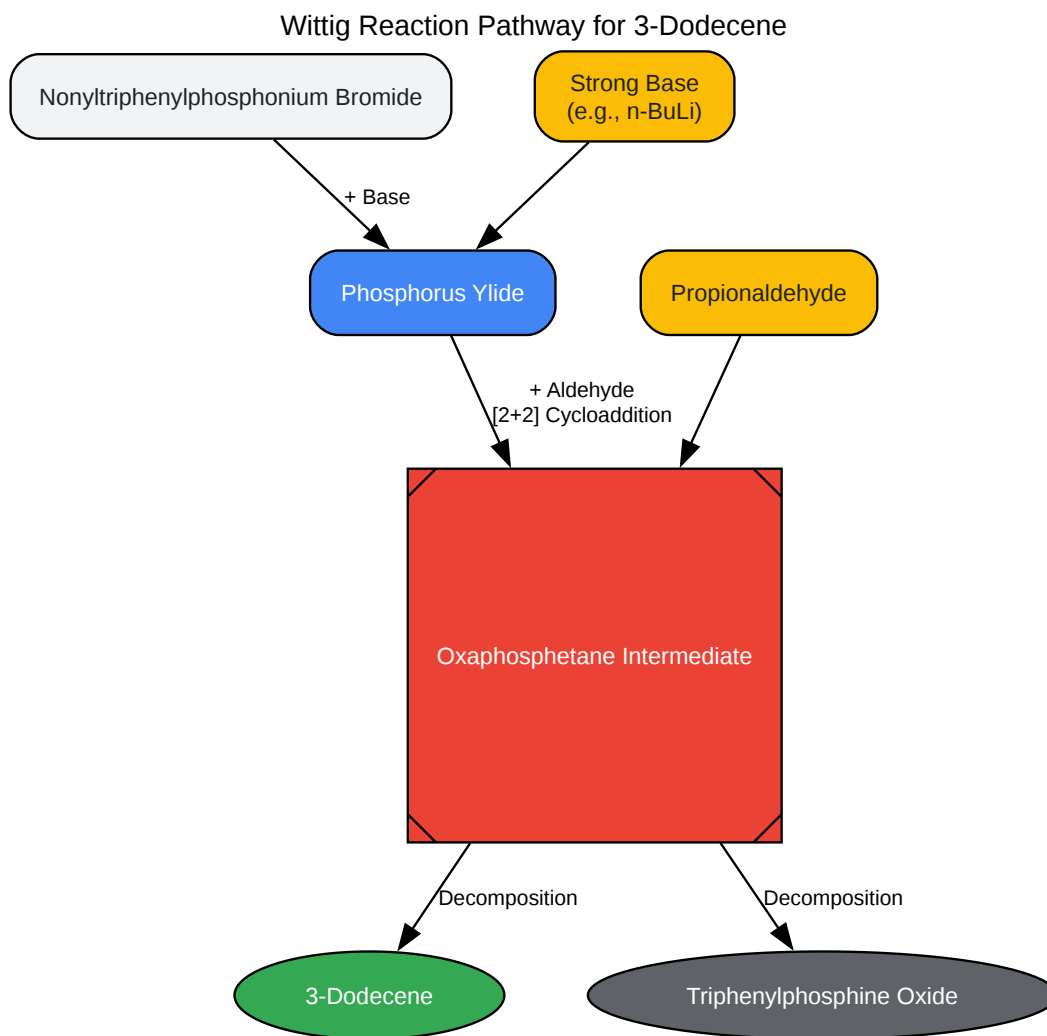 Wittig Reaction Pathway for 3-Dodecene
Nonyltriphenylphosphonium Bromide
Strong Base
(e.g., n-BuLi)
+ Base
Phosphorus Ylide
Propionaldehyde
+ Aldehyde
[2+2] Cycloaddition
Oxaphosphetane Intermediate
Decomposition
Decomposition
3-Dodecene
Triphenylphosphine Oxide